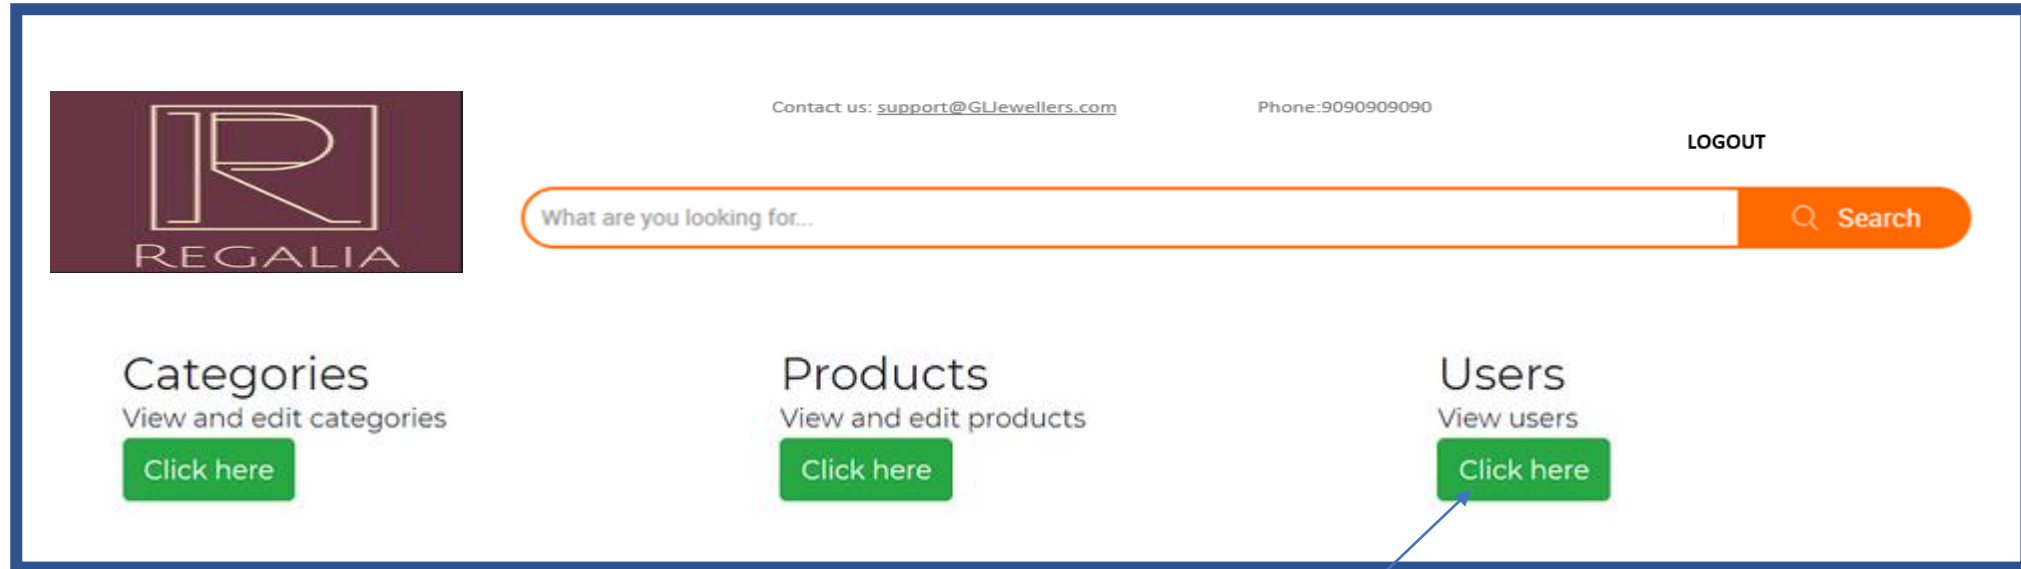 Contact us: support@GLJewellers.com Phone:9090909090
LOGOUT
What are you looking for... Search
REGALIA
Categories Products Users
View and edit categories View and edit products View users
Click here Click here Click here